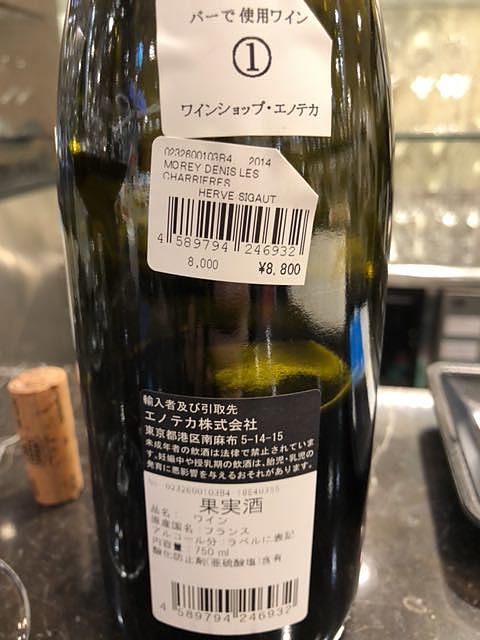 バーで使用ワイン
①
ワインショップ・エノテカ
0232600103R4 2014
MOREY DENIS LES
CHARRIERES
HERVE SIGAUT
4 589794 246932
8,000 ¥8,800
輸入者及び引取先
エノテカ株式会社
東京都港区南麻布5-14-15
未成年者の飲酒は法律で禁止されていま
す。妊娠中や授乳期の飲酒は、胎児・乳児の
発育に悪影響を与えるおそれがあります。
果実酒
品名: ワイン
原産国名:フランス
アルコール分:ラベルに表記
内容量:750ml
酸化防止剤(亜硫酸塩)含有
4 589794 246932